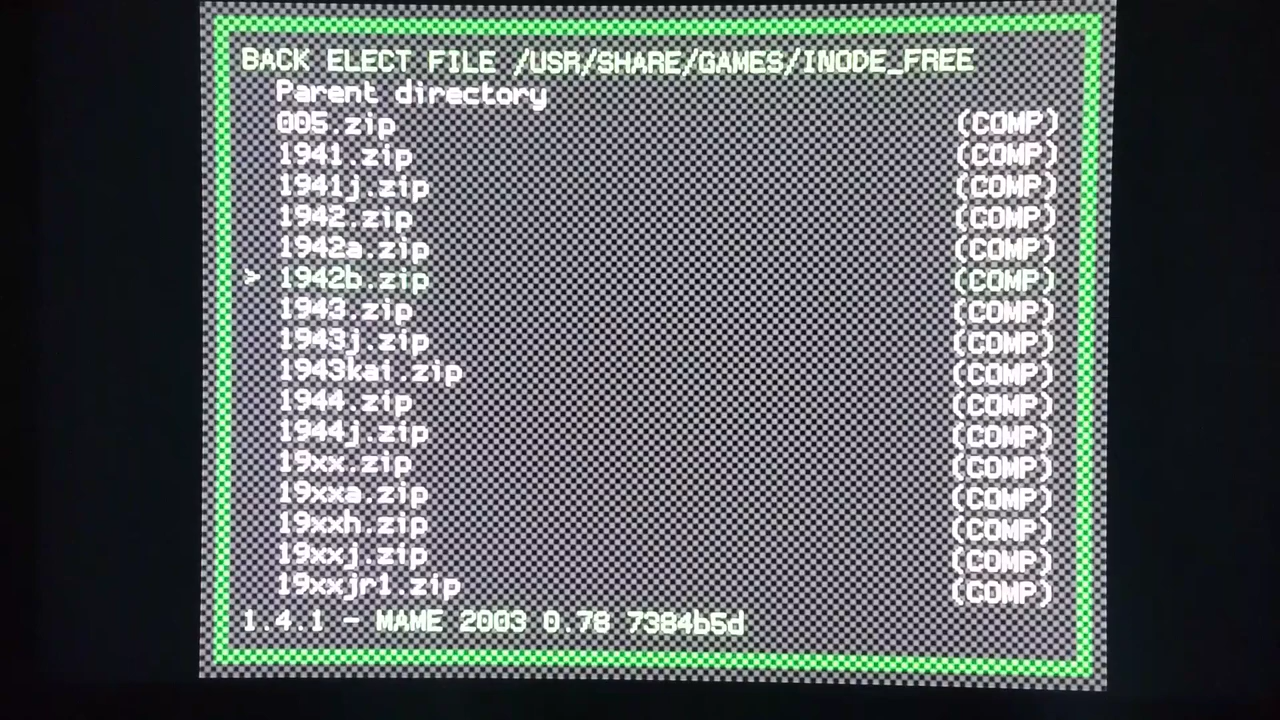 BACK ELECT FILE /USR/SHARE/GAMES/INODE_FREE
Parent directory
005.zip (COMP)
1941.zip (COMP)
1941j.zip (COMP)
1942.zip (COMP)
1942a.zip (COMP)
> 1942b.zip (COMP)
1943.zip (COMP)
1943j.zip (COMP)
1943kai.zip (COMP)
1944.zip (COMP)
1944j.zip (COMP)
19xx.zip (COMP)
19xxa.zip (COMP)
19xxh.zip (COMP)
19xxj.zip (COMP)
19xxjr1.zip (COMP)
1.4.1 - MAME 2003 0.78 7384b5d